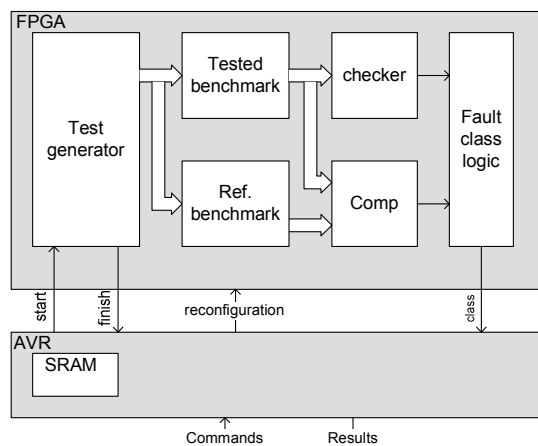 FPGA
Test
generator
Tested
benchmark
checker
Fault
class
logic
Ref.
benchmark
Comp
start
finish
reconfiguration
class
AVR
SRAM
Commands
Results